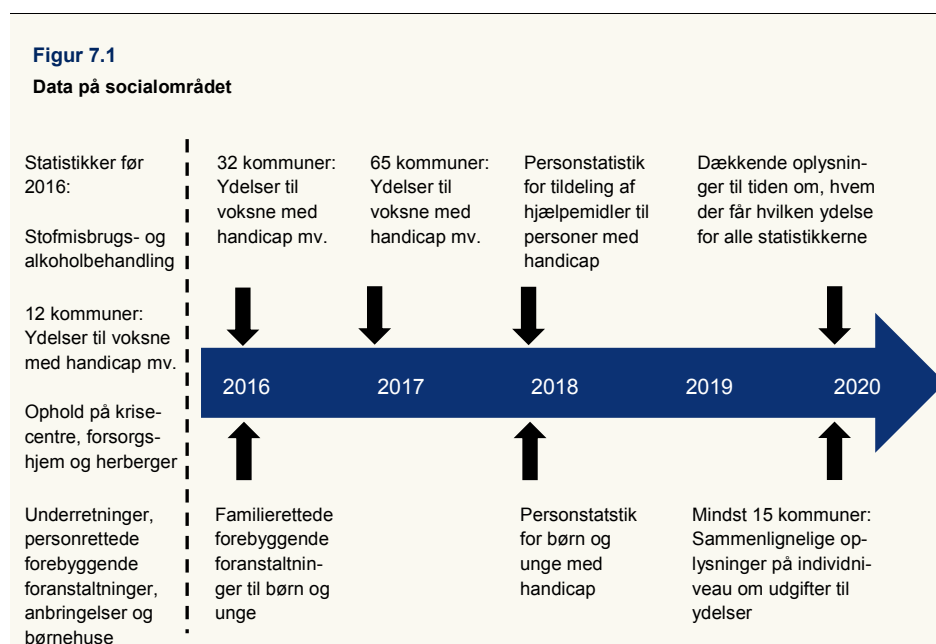 Figur 7.1
Data på socialområdet
Statistikker før
2016:
Stofmisbrugs- og
alkoholbehandling
12 kommuner:
Ydelser til voksne
med handicap mv.
Ophold på krise-
centre, forsorgs-
hjem og herberger
Underretninger,
personrettede
forebyggende
foranstaltninger,
anbringelser og
børnehuse
32 kommuner:
Ydelser til
voksne med
handicap mv.
65 kommuner:
Ydelser til
voksne med
handicap mv.
Personstatistik
for tildeling af
hjælpemidler til
personer med
handicap
Dækkende oplysnin-
ger til tiden om, hvem
der får hvilken ydelse
for alle statistikkerne
2016
2017
2018
2019
2020
Familierettede
forebyggende
foranstaltnin-
ger til børn og
unge
Personstatstik
for børn og
unge med
handicap
Mindst 15 kommuner:
Sammenlignelige op-
lysninger på individni-
veau om udgifter til
ydelser